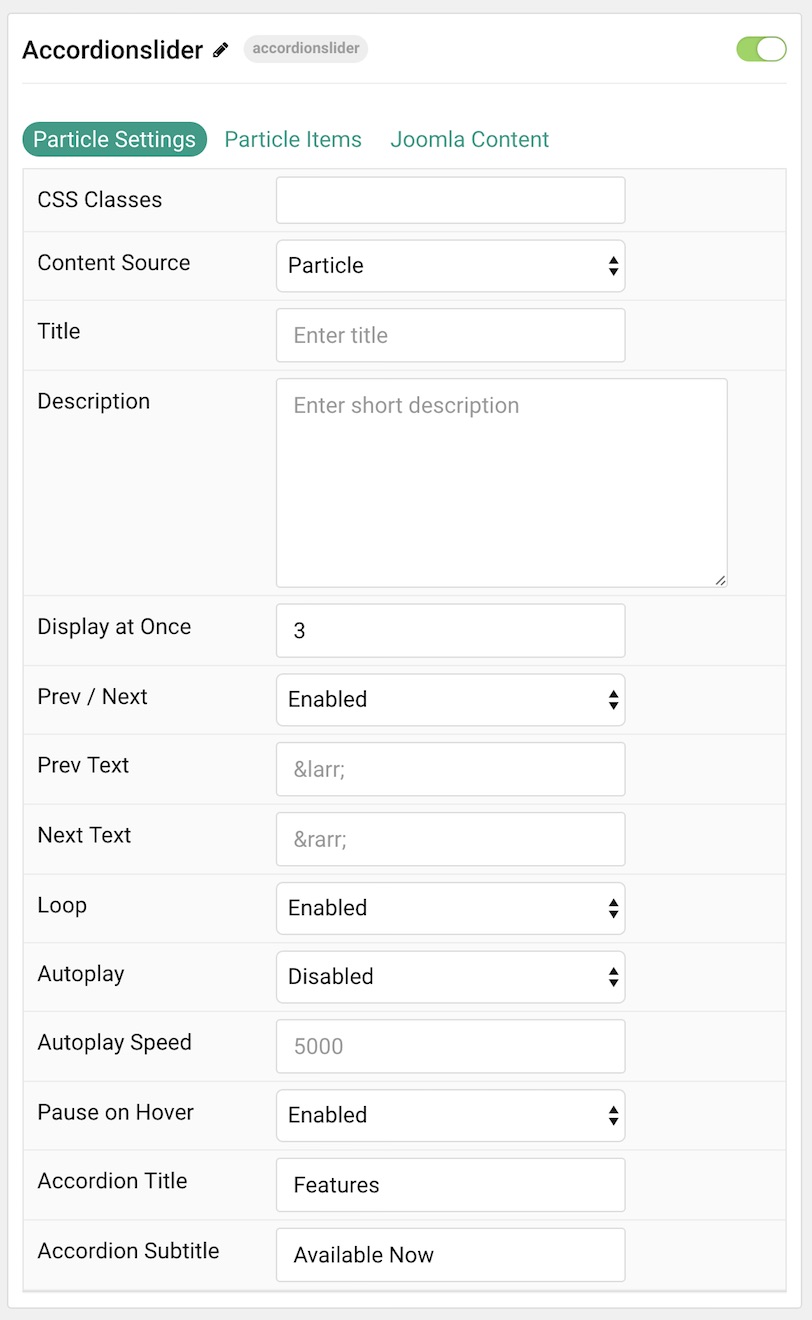 Accordionslider accordionslider
Particle Settings Particle Items Joomla Content
CSS Classes
Content Source Particle
Title Enter title
Description Enter short description
Display at Once 3
Prev / Next Enabled
Prev Text &larr;
Next Text &rarr;
Loop Enabled
Autoplay Disabled
Autoplay Speed 5000
Pause on Hover Enabled
Accordion Title Features
Accordion Subtitle Available Now